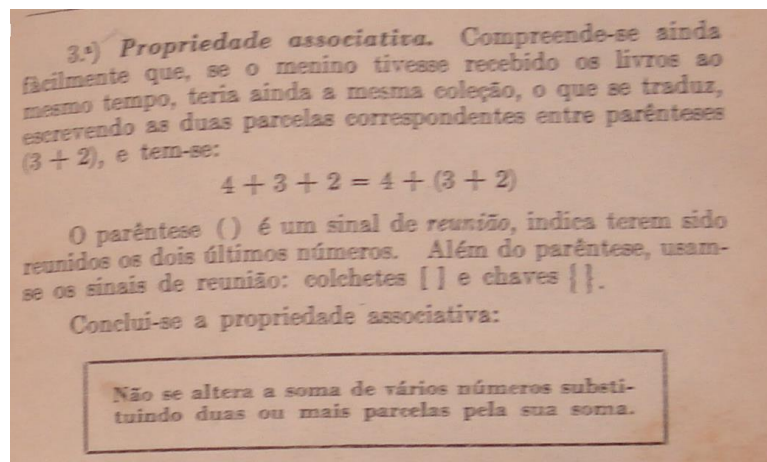 3.ª) Propriedade associativa. Compreende-se ainda
fàcilmente que, se o menino tivesse recebido os livros ao
mesmo tempo, teria ainda a mesma coleção, o que se traduz,
escrevendo as duas parcelas correspondentes entre parênteses
(3 + 2), e tem-se:
4 + 3 + 2 = 4 + (3 + 2)
O parêntese ( ) é um sinal de reunião, indica terem sido
reunidos os dois últimos números. Além do parêntese, usam-
se os sinais de reunião: colchetes [ ] e chaves { }.
Conclui-se a propriedade associativa:
Não se altera a soma de vários números substi-
tuindo duas ou mais parcelas pela sua soma.